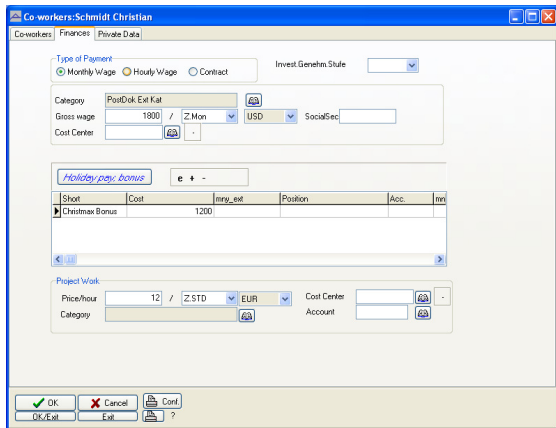 Co-workers:Schmidt Christian
Co-workers Finances Private Data
Type of Payment
Monthly Wage Hourly Wage Contract
Invest.Genehm.Stufe
Category PostDok Ext Kat
Gross wage 1800 / Z.Mon USD SocialSec
Cost Center -
Holiday pay, bonus e + -
Short Cost mny_ext Position Acc. mn
Christmax Bonus 1200
Project Work
Price/hour 12 / Z.STD EUR Cost Center -
Category Account
OK Cancel Conf.
OK/Exit Exit ?